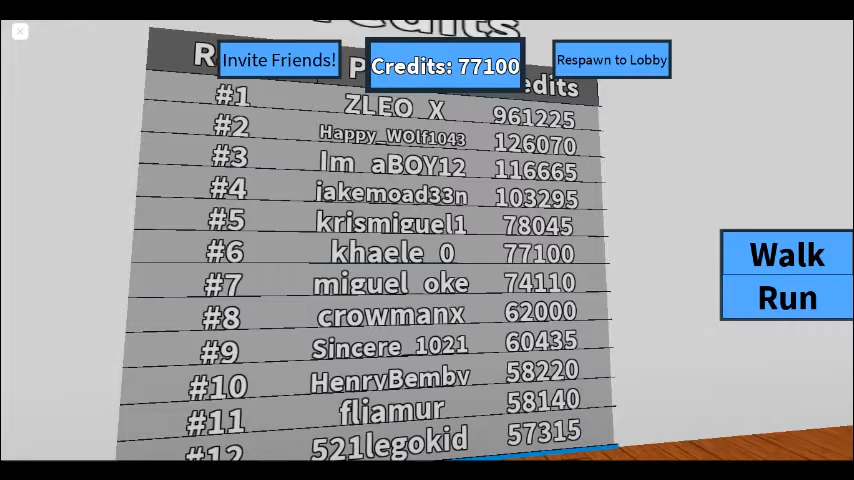 Invite Friends!
Credits: 77100
Respawn to Lobby
#1 ZLEO_X 961225
#2 Happy_WOlf1043 126070
#3 Im_aBOY12 116665
#4 jakemoad33n 103295
#5 krismiguel1 78045
#6 khaele_0 77100
#7 miguel_oke 74110
#8 crowmanx 62000
#9 Sincere_1021 60435
#10 HenryBemby 58220
#11 fliamur 58140
#12 521legokid 57315
Walk
Run